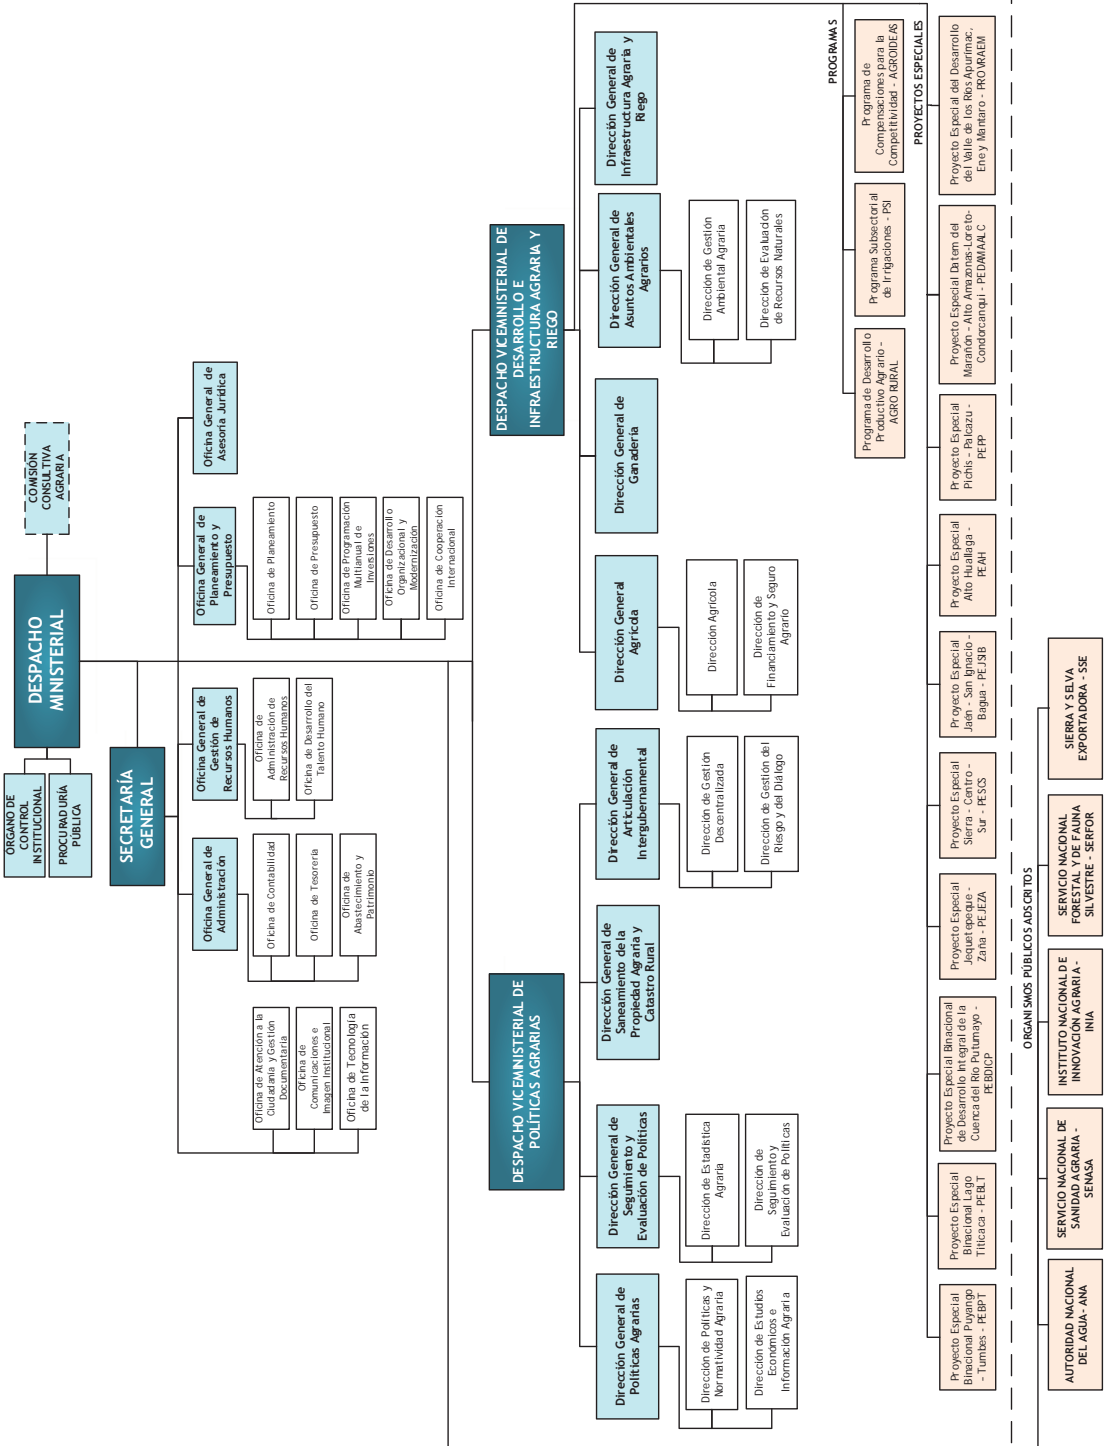 DESPACHO
MINISTERIAL
COMISIÓN
CONSULTIVA
AGRARIA
ÓRGANO DE
CONTROL
INSTITUCIONAL
PROCURADURÍA
PÚBLICA
SECRETARÍA
GENERAL
Oficina de Atención a la
Ciudadanía y Gestión
Documentaria
Oficina de
Comunicaciones e
Imagen Institucional
Oficina de Tecnología
de la Información
Oficina General de
Administración
Oficina de Contabilidad
Oficina de Tesorería
Oficina de
Abastecimiento y
Patrimonio
Oficina General de
Gestión de
Recursos Humanos
Oficina de
Administración de
Recursos Humanos
Oficina de Desarrollo del
Talento Humano
Oficina General de
Planeamiento y
Presupuesto
Oficina de Planeamiento
Oficina de Presupuesto
Oficina de Programación
Multianual de
Inversiones
Oficina de Desarrollo
Organizacional y
Modernización
Oficina de Cooperación
Internacional
Oficina General de
Asesoría Jurídica
DESPACHO VICEMINISTERIAL DE
POLÍTICAS AGRARIAS
Dirección General de
Políticas Agrarias
Dirección de Políticas y
Normatividad Agraria
Dirección de Estudios
Económicos e
Información Agraria
Dirección General de
Seguimiento y
Evaluación de Políticas
Dirección de Estadística
Agraria
Dirección de
Seguimiento y
Evaluación de Políticas
Dirección General de
Saneamiento de la
Propiedad Agraria y
Catastro Rural
Dirección General de
Articulación
Intergubernamental
Dirección de Gestión
Descentralizada
Dirección de Gestión del
Riesgo y del Diálogo
DESPACHO VICEMINISTERIAL DE
DESARROLLO E
INFRAESTRUCTURA AGRARIA Y
RIEGO
Dirección General
Agrícola
Dirección Agrícola
Dirección de
Financiamiento y Seguro
Agrario
Dirección General de
Ganadería
Dirección General de
Asuntos Ambientales
Agrarios
Dirección de Gestión
Ambiental Agraria
Dirección de Evaluación
de Recursos Naturales
Dirección General de
Infraestructura Agraria y
Riego
PROGRAMAS
Programa de Desarrollo
Productivo Agrario -
AGRO RURAL
Programa Subsectorial
de Irrigaciones - PSI
Programa de
Compensaciones para la
Competitividad - AGROIDEAS
PROYECTOS ESPECIALES
Proyecto Especial
Binacional Puyango
– Tumbes - PEBPT
Proyecto Especial
Binacional Lago
Titicaca - PEBLT
Proyecto Especial Binacional
de Desarrollo Integral de la
Cuenca del Río Putumayo -
PEBDICP
Proyecto Especial
Jequetepeque -
Zaña - PEJEZA
Proyecto Especial
Sierra – Centro –
Sur - PESCS
Proyecto Especial
Jaén - San Ignacio -
Bagua - PEJSIB
Proyecto Especial
Alto Huallaga -
PEAH
Proyecto Especial
Pichis - Palcazu -
PEPP
Proyecto Especial Datem del
Marañón – Alto Amazonas-Loreto-
Condorcanqui - PEDAMAALC
Proyecto Especial del Desarrollo
del Valle de los Ríos Apurímac,
Ene y Mantaro - PROVRAEM
ORGANISMOS PÚBLICOS ADSCRITOS
AUTORIDAD NACIONAL
DEL AGUA - ANA
SERVICIO NACIONAL DE
SANIDAD AGRARIA -
SENASA
INSTITUTO NACIONAL DE
INNOVACIÓN AGRARIA -
INIA
SERVICIO NACIONAL
FORESTAL Y DE FAUNA
SILVESTRE - SERFOR
SIERRA Y SELVA
EXPORTADORA - SSE